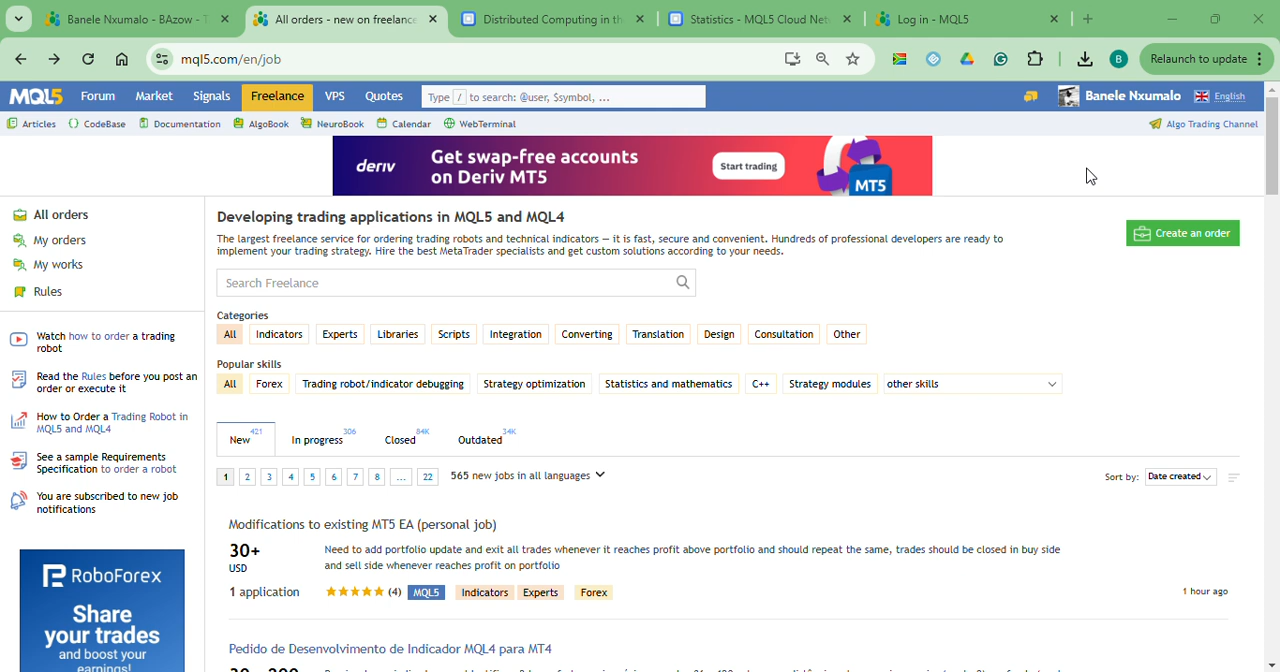 Banele Nxumalo - BAzow - T
All orders - new on freelance
Distributed Computing in th
Statistics - MQL5 Cloud Net
Log in - MQL5
mql5.com/en/job
B
Relaunch to update
MQL5
Forum
Market
Signals
Freelance
VPS
Quotes
Type / to search: @user, $symbol, ...
Banele Nxumalo
English
Articles
CodeBase
Documentation
AlgoBook
NeuroBook
Calendar
WebTerminal
Algo Trading Channel
deriv
Get swap-free accounts
on Deriv MT5
Start trading
MT5
All orders
My orders
My works
Rules
Watch how to order a trading
robot
Read the Rules before you post an
order or execute it
How to Order a Trading Robot in
MQL5 and MQL4
See a sample Requirements
Specification to order a robot
You are subscribed to new job
notifications
RoboForex
Share
your trades
and boost your
earnings!
Developing trading applications in MQL5 and MQL4
The largest freelance service for ordering trading robots and technical indicators — it is fast, secure and convenient. Hundreds of professional developers are ready to
implement your trading strategy. Hire the best MetaTrader specialists and get custom solutions according to your needs.
Create an order
Search Freelance
Categories
All Indicators Experts Libraries Scripts Integration Converting Translation Design Consultation Other
Popular skills
All Forex Trading robot/indicator debugging Strategy optimization Statistics and mathematics C++ Strategy modules other skills
New 421 In progress 306 Closed 84K Outdated 34K
1 2 3 4 5 6 7 8 ... 22 565 new jobs in all languages
Sort by: Date created
Modifications to existing MT5 EA (personal job)
30+
USD
Need to add portfolio update and exit all trades whenever it reaches profit above portfolio and should repeat the same, trades should be closed in buy side
and sell side whenever reaches profit on portfolio
1 application
(4) MQL5 Indicators Experts Forex
1 hour ago
Pedido de Desenvolvimento de Indicador MQL4 para MT4